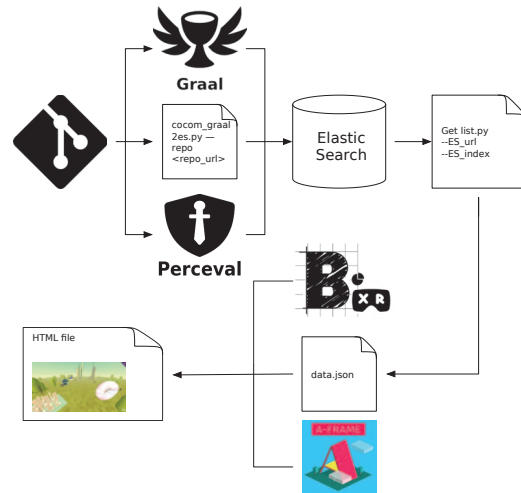 Graal
cocom_graal
2es.py —
repo
<repo_url>
Perceval
Elastic
Search
Get list.py
--ES_url
--ES_index
B
XR
data.json
HTML file
A-FRAME